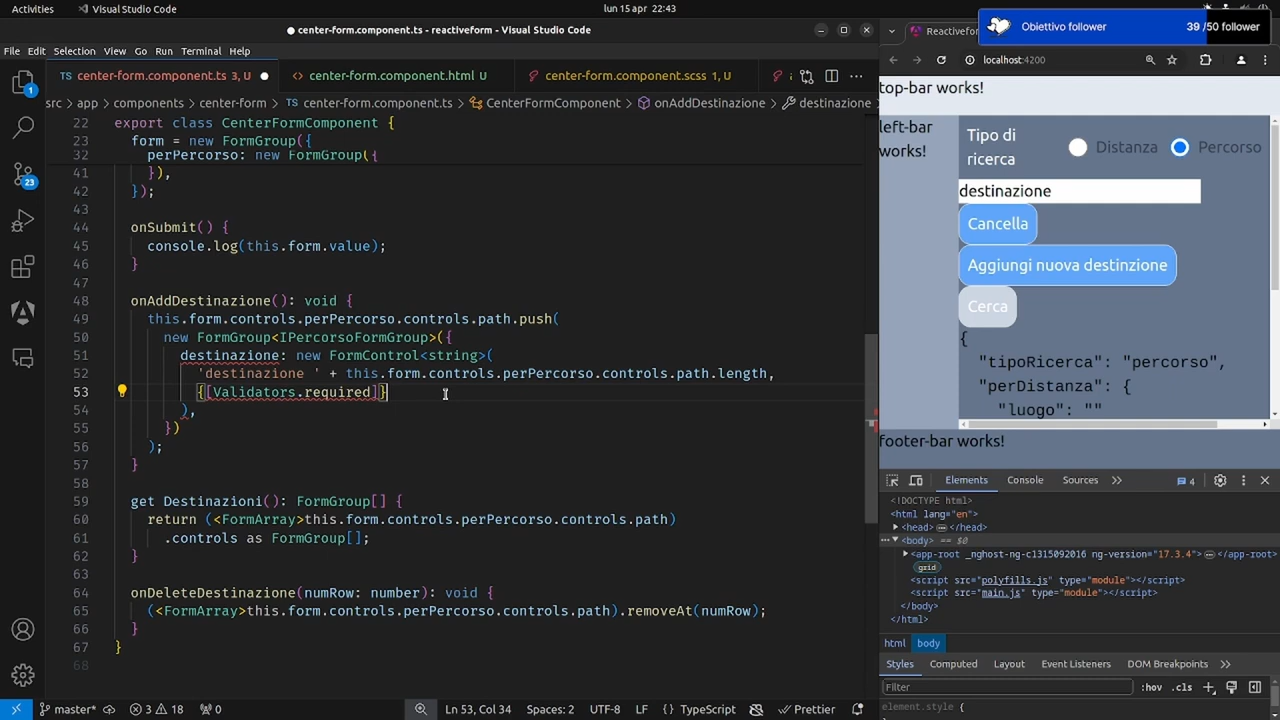 Activities
Visual Studio Code
lun 15 apr 22:43
Obiettivo follower
39 /50 follower
center-form.component.ts - reactiveform - Visual Studio Code
Reactivefor
File Edit Selection View Go Run Terminal Help
localhost:4200
TS center-form.component.ts 3, U
center-form.component.html U
center-form.component.scss 1, U
src > app > components > center-form > TS center-form.component.ts > CenterFormComponent > onAddDestinazione > destinazione
22 export class CenterFormComponent {
23 form = new FormGroup({
32 perPercorso: new FormGroup({
41 }),
42 });
43
44 onSubmit() {
45 console.log(this.form.value);
46 }
47
48 onAddDestinazione(): void {
49 this.form.controls.perPercorso.controls.path.push(
50 new FormGroup<IPercorsoFormGroup>({
51 destinazione: new FormControl<string>(
52 'destinazione ' + this.form.controls.perPercorso.controls.path.length,
53 {[Validators.required]}
54 ),
55 })
56 );
57 }
58
59 get Destinazioni(): FormGroup[] {
60 return (<FormArray>this.form.controls.perPercorso.controls.path)
61 .controls as FormGroup[];
62 }
63
64 onDeleteDestinazione(numRow: number): void {
65 (<FormArray>this.form.controls.perPercorso.controls.path).removeAt(numRow);
66 }
67 }
68
1
23
master*
3 18
0
Ln 53, Col 34
Spaces: 2
UTF-8
LF
{} TypeScript
Prettier
top-bar works!
left-bar
works!
Tipo di
ricerca
Distanza
Percorso
destinazione
Cancella
Aggiungi nuova destinzione
Cerca
{
"tipoRicerca": "percorso",
"perDistanza": {
"luogo": ""
footer-bar works!
Elements Console Sources
4
<!DOCTYPE html>
<html lang="en">
<head> </head>
<body> == $0
<app-root _nghost-ng-c1315092016 ng-version="17.3.4"> </app-root>
grid
<script src="polyfills.js" type="module"></script>
<script src="main.js" type="module"></script>
</body>
</html>
html body
Styles Computed Layout Event Listeners DOM Breakpoints
Filter
:hov .cls
element.style {